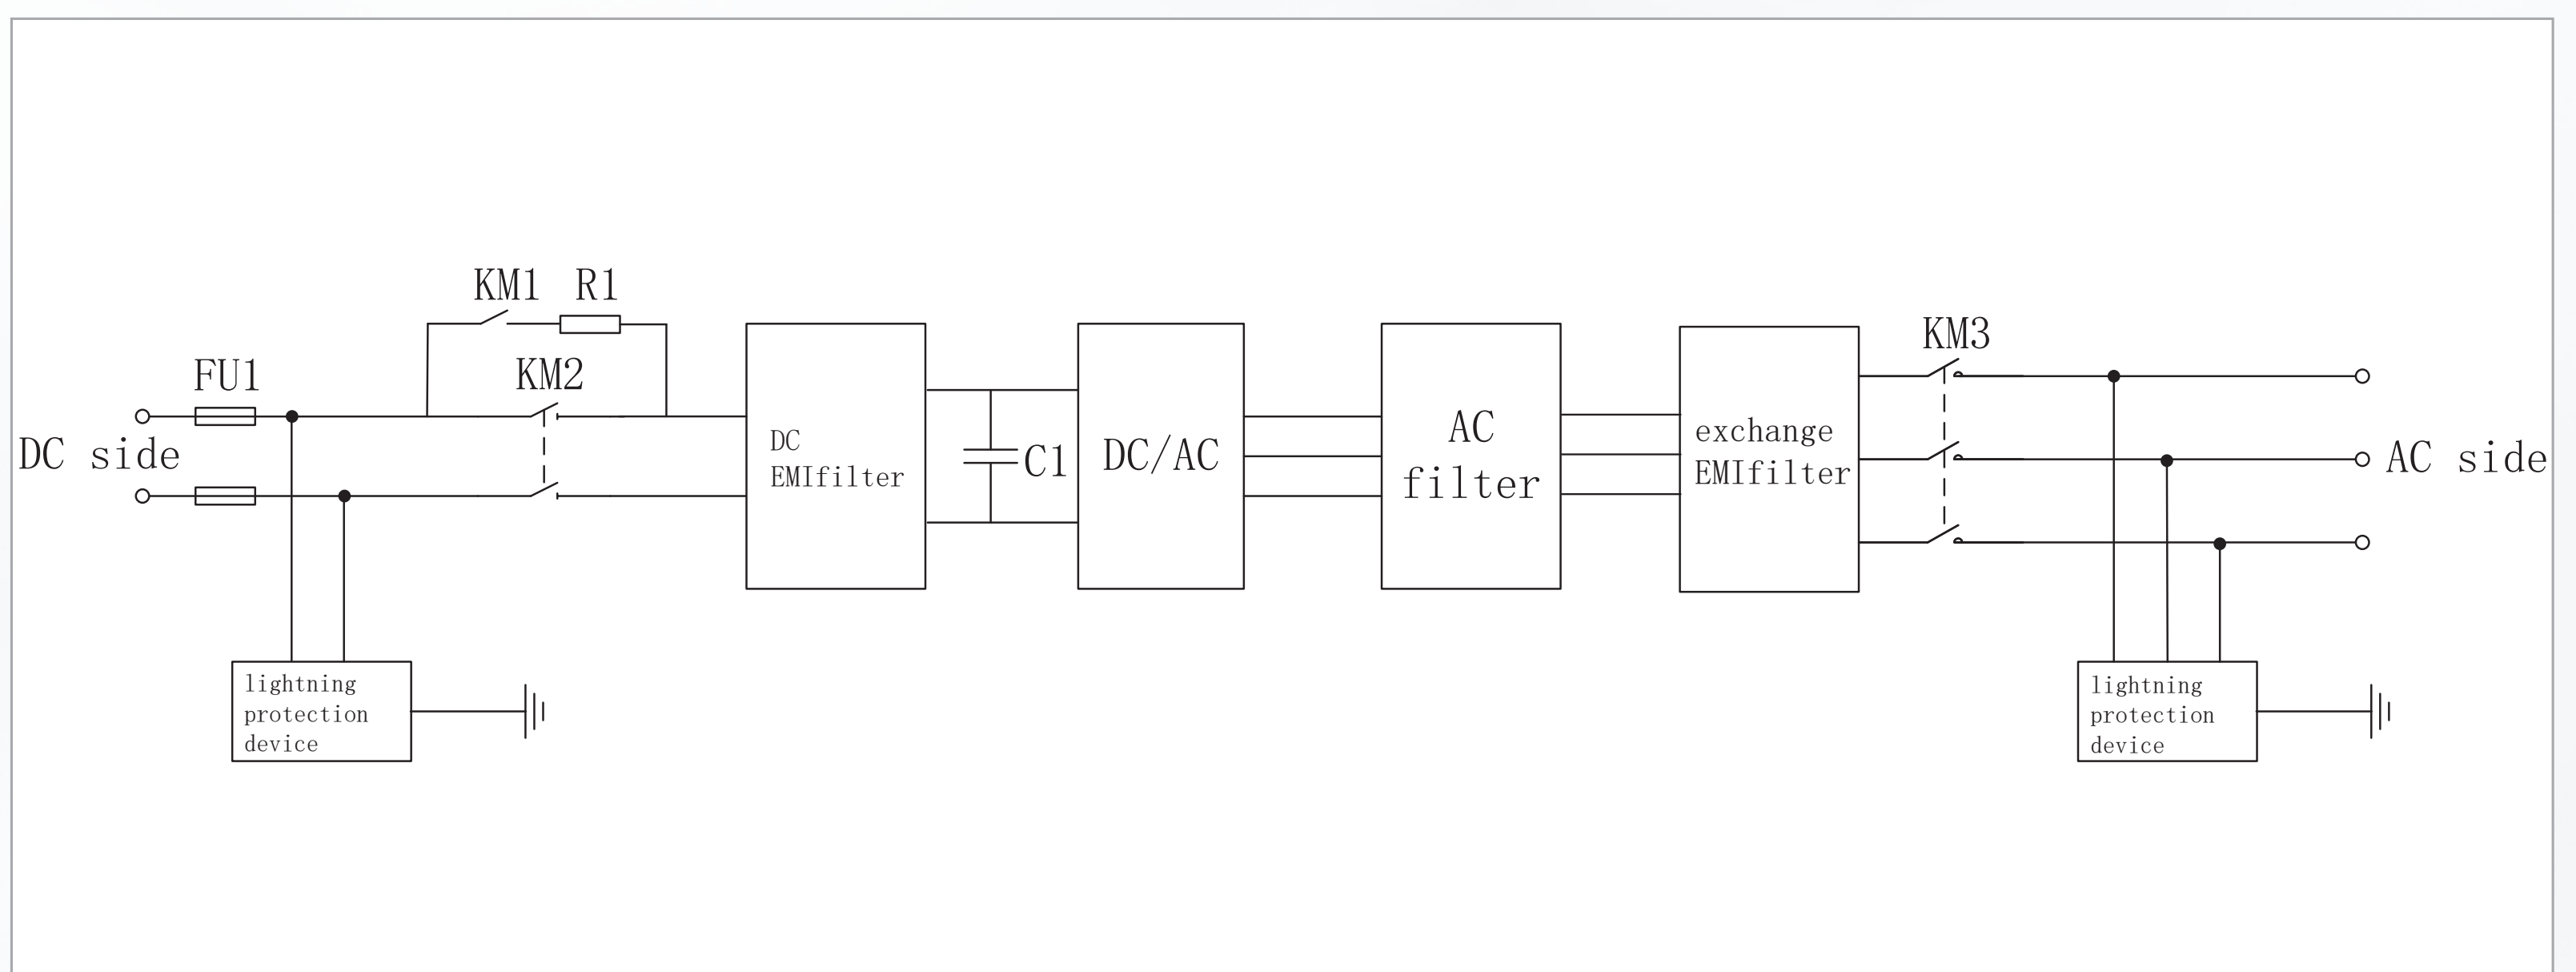 KM1 R1
KM3
FU1
KM2
DC side
DC
EMIfilter
C1
DC/AC
AC
filter
exchange
EMIfilter
AC side
lightning
protection
device
lightning
protection
device